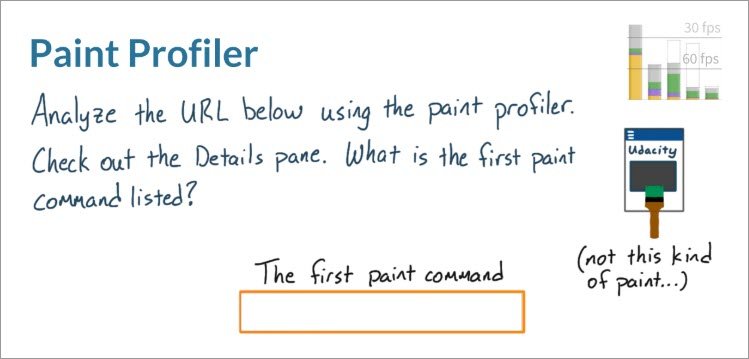 Paint Profiler
30 fps
60 fps
Analyze the URL below using the paint profiler.
Check out the Details pane. What is the first paint
command listed?
Udacity
(not this kind
of paint...)
The first paint command